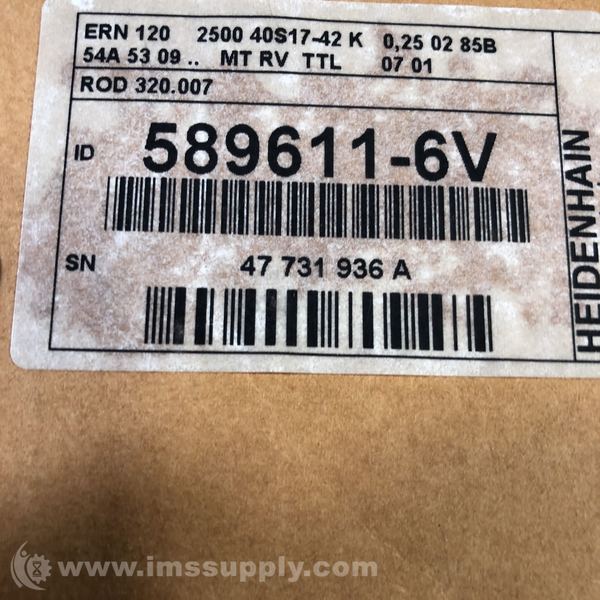 ERN 120 2500 40S17-42 K 0,25 02 85B
54A 53 09 .. MT RV TTL 07 01
ROD 320.007
ID 589611-6V
SN 47 731 936 A
HEIDENHAIN
www.imssupply.com